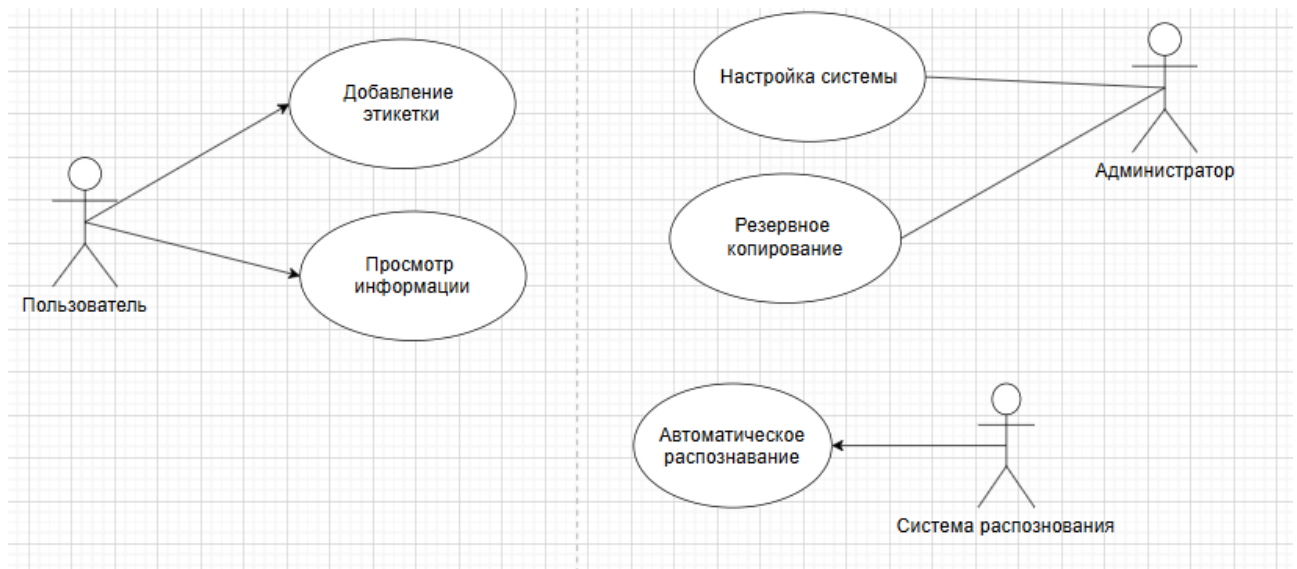 Добавление
этикетки
Просмотр
информации
Пользователь
Настройка системы
Администратор
Резервное
копирование
Автоматическое
распознавание
Система распознования